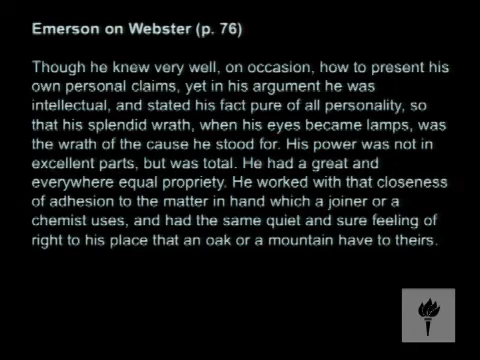 Emerson on Webster (p. 76)
Though he knew very well, on occasion, how to present his
own personal claims, yet in his argument he was
intellectual, and stated his fact pure of all personality, so
that his splendid wrath, when his eyes became lamps, was
the wrath of the cause he stood for. His power was not in
excellent parts, but was total. He had a great and
everywhere equal propriety. He worked with that closeness
of adhesion to the matter in hand which a joiner or a
chemist uses, and had the same quiet and sure feeling of
right to his place that an oak or a mountain have to theirs.